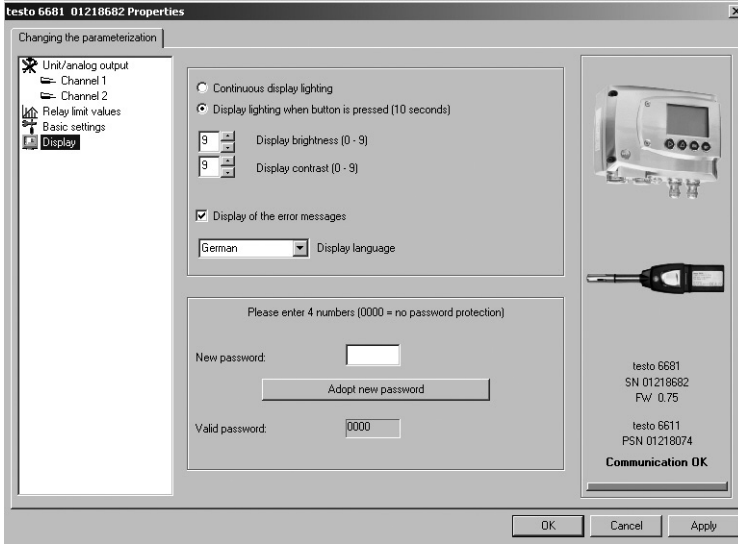 testo 6681 01218682 Properties
Changing the parameterization
Unit/analog output
Channel 1
Channel 2
Relay limit values
Basic settings
Display
Continuous display lighting
Display lighting when button is pressed (10 seconds)
9 Display brightness (0 - 9)
9 Display contrast (0 - 9)
Display of the error messages
German Display language
Please enter 4 numbers (0000 = no password protection)
New password:
Adopt new password
Valid password: 0000
testo 6681
SN 01218682
FW 0.75
testo 6611
PSN 01218074
Communication OK
OK Cancel Apply